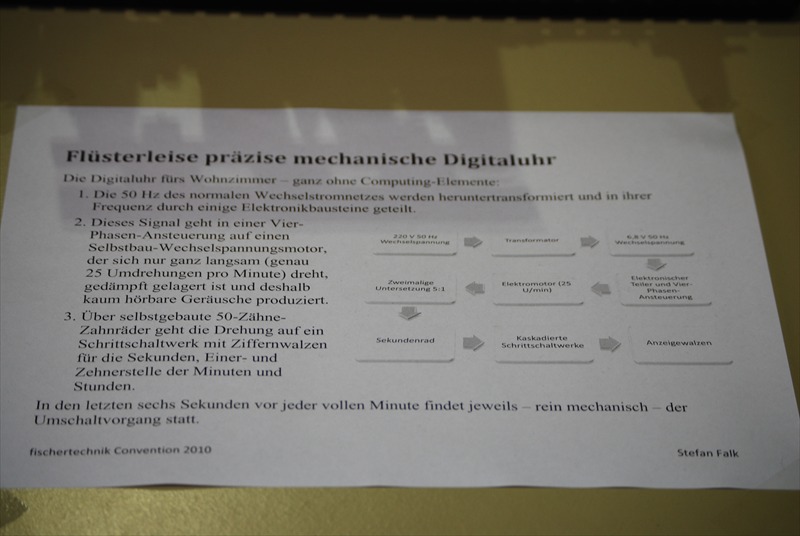 Flüsterleise präzise mechanische Digitaluhr
Die Digitaluhr fürs Wohnzimmer – ganz ohne Computing-Elemente:
1. Die 50 Hz des normalen Wechselstromnetzes werden heruntertransformiert und in ihrer
Frequenz durch einige Elektronikbausteine geteilt.
2. Dieses Signal geht in einer Vier-
Phasen-Ansteuerung auf einen
Selbstbau-Wechselspannungsmotor,
der sich nur ganz langsam (genau
25 Umdrehungen pro Minute) dreht,
gedämpft gelagert ist und deshalb
kaum hörbare Geräusche produziert.
3. Über selbstgebaute 50-Zähne-
Zahnräder geht die Drehung auf ein
Schrittschaltwerk mit Ziffernwalzen
für die Sekunden, Einer- und
Zehnerstelle der Minuten und
Stunden.
220 V 50 Hz
Wechselspannung
Transformator
6,8 V 50 Hz
Wechselspannung
Elektronischer
Teiler und Vier-
Phasen-
Ansteuerung
Elektromotor (25
U/min)
Zweimalige
Untersetzung 5:1
Sekundenrad
Kaskadierte
Schrittschaltwerke
Anzeigewalzen
In den letzten sechs Sekunden vor jeder vollen Minute findet jeweils – rein mechanisch – der
Umschaltvorgang statt.
fischertechnik Convention 2010
Stefan Falk